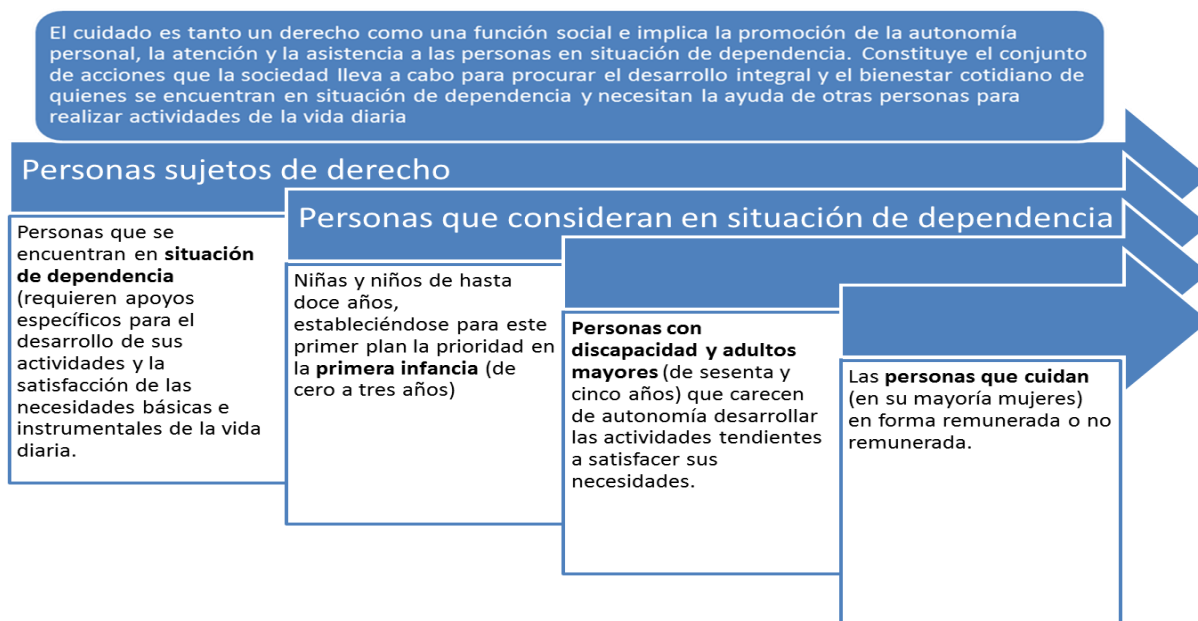 El cuidado es tanto un derecho como una función social e implica la promoción de la autonomía
personal, la atención y la asistencia a las personas en situación de dependencia. Constituye el conjunto
de acciones que la sociedad lleva a cabo para procurar el desarrollo integral y el bienestar cotidiano de
quienes se encuentran en situación de dependencia y necesitan la ayuda de otras personas para
realizar actividades de la vida diaria
Personas sujetos de derecho
Personas que se
encuentran en situación
de dependencia
(requieren apoyos
específicos para el
desarrollo de sus
actividades y la
satisfacción de las
necesidades básicas e
instrumentales de la vida
diaria.
Personas que consideran en situación de dependencia
Niñas y niños de hasta
doce años,
estableciéndose para este
primer plan la prioridad en
la primera infancia (de
cero a tres años)
Personas con
discapacidad y adultos
mayores (de sesenta y
cinco años) que carecen
de autonomía desarrollar
las actividades tendientes
a satisfacer sus
necesidades.
Las personas que cuidan
(en su mayoría mujeres)
en forma remunerada o no
remunerada.